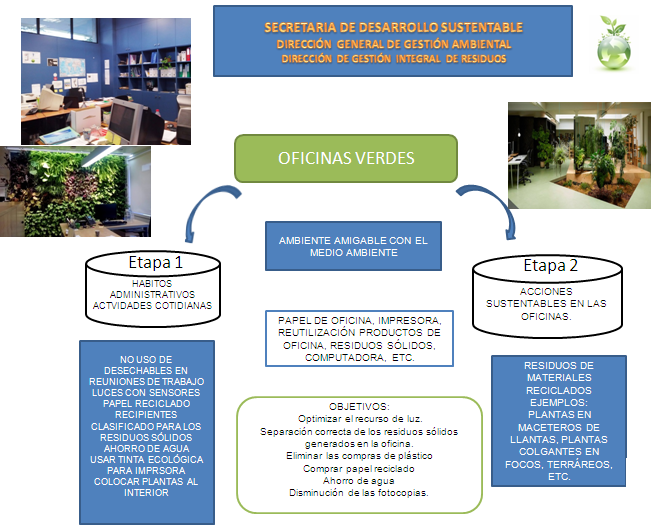 SECRETARIA DE DESARROLLO SUSTENTABLE
DIRECCIÓN GENERAL DE GESTIÓN AMBIENTAL
DIRECCIÓN DE GESTIÓN INTEGRAL DE RESIDUOS
OFICINAS VERDES
Etapa 1
HABITOS
ADMINISTRATIVOS
ACTVIDADES COTIDIANAS
NO USO DE
DESECHABLES EN
REUNIONES DE TRABAJO
LUCES CON SENSORES
PAPEL RECICLADO
RECIPIENTES
CLASIFICADO PARA LOS
RESIDUOS SÓLIDOS
AHORRO DE AGUA
USAR TINTA ECOLÓGICA
PARA IMPRSORA
COLOCAR PLANTAS AL
INTERIOR
AMBIENTE AMIGABLE CON EL
MEDIO AMBIENTE
PAPEL DE OFICINA, IMPRESORA,
REUTILIZACIÓN PRODUCTOS DE
OFICINA, RESIDUOS SÓLIDOS,
COMPUTADORA, ETC.
OBJETIVOS:
Optimizar el recurso de luz.
Separación correcta de los residuos sólidos
generados en la oficina.
Eliminar las compras de plástico
Comprar papel reciclado
Ahorro de agua
Disminución de las fotocopias.
Etapa 2
ACCIONES
SUSTENTABLES EN LAS
OFICINAS.
RESIDUOS DE
MATERIALES
RECICLADOS
EJEMPLOS:
PLANTAS EN
MACETEROS DE
LLANTAS, PLANTAS
COLGANTES EN
FOCOS, TERRÁREOS,
ETC.